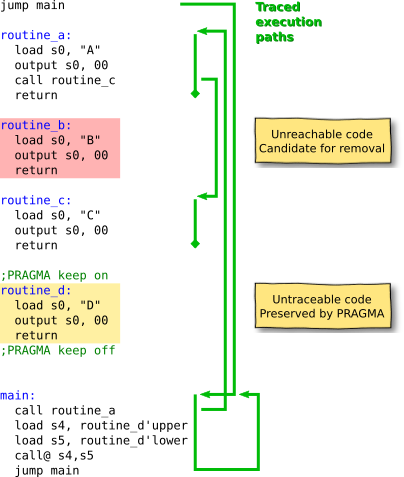 jump main
Traced
execution
paths
routine_a:
load s0, "A"
output s0, 00
call routine_c
return
routine_b:
load s0, "B"
output s0, 00
return
Unreachable code
Candidate for removal
routine_c:
load s0, "C"
output s0, 00
return
;PRAGMA keep on
routine_d:
load s0, "D"
output s0, 00
return
;PRAGMA keep off
Untraceable code
Preserved by PRAGMA
main:
call routine_a
load s4, routine_d'upper
load s5, routine_d'lower
call@ s4,s5
jump main